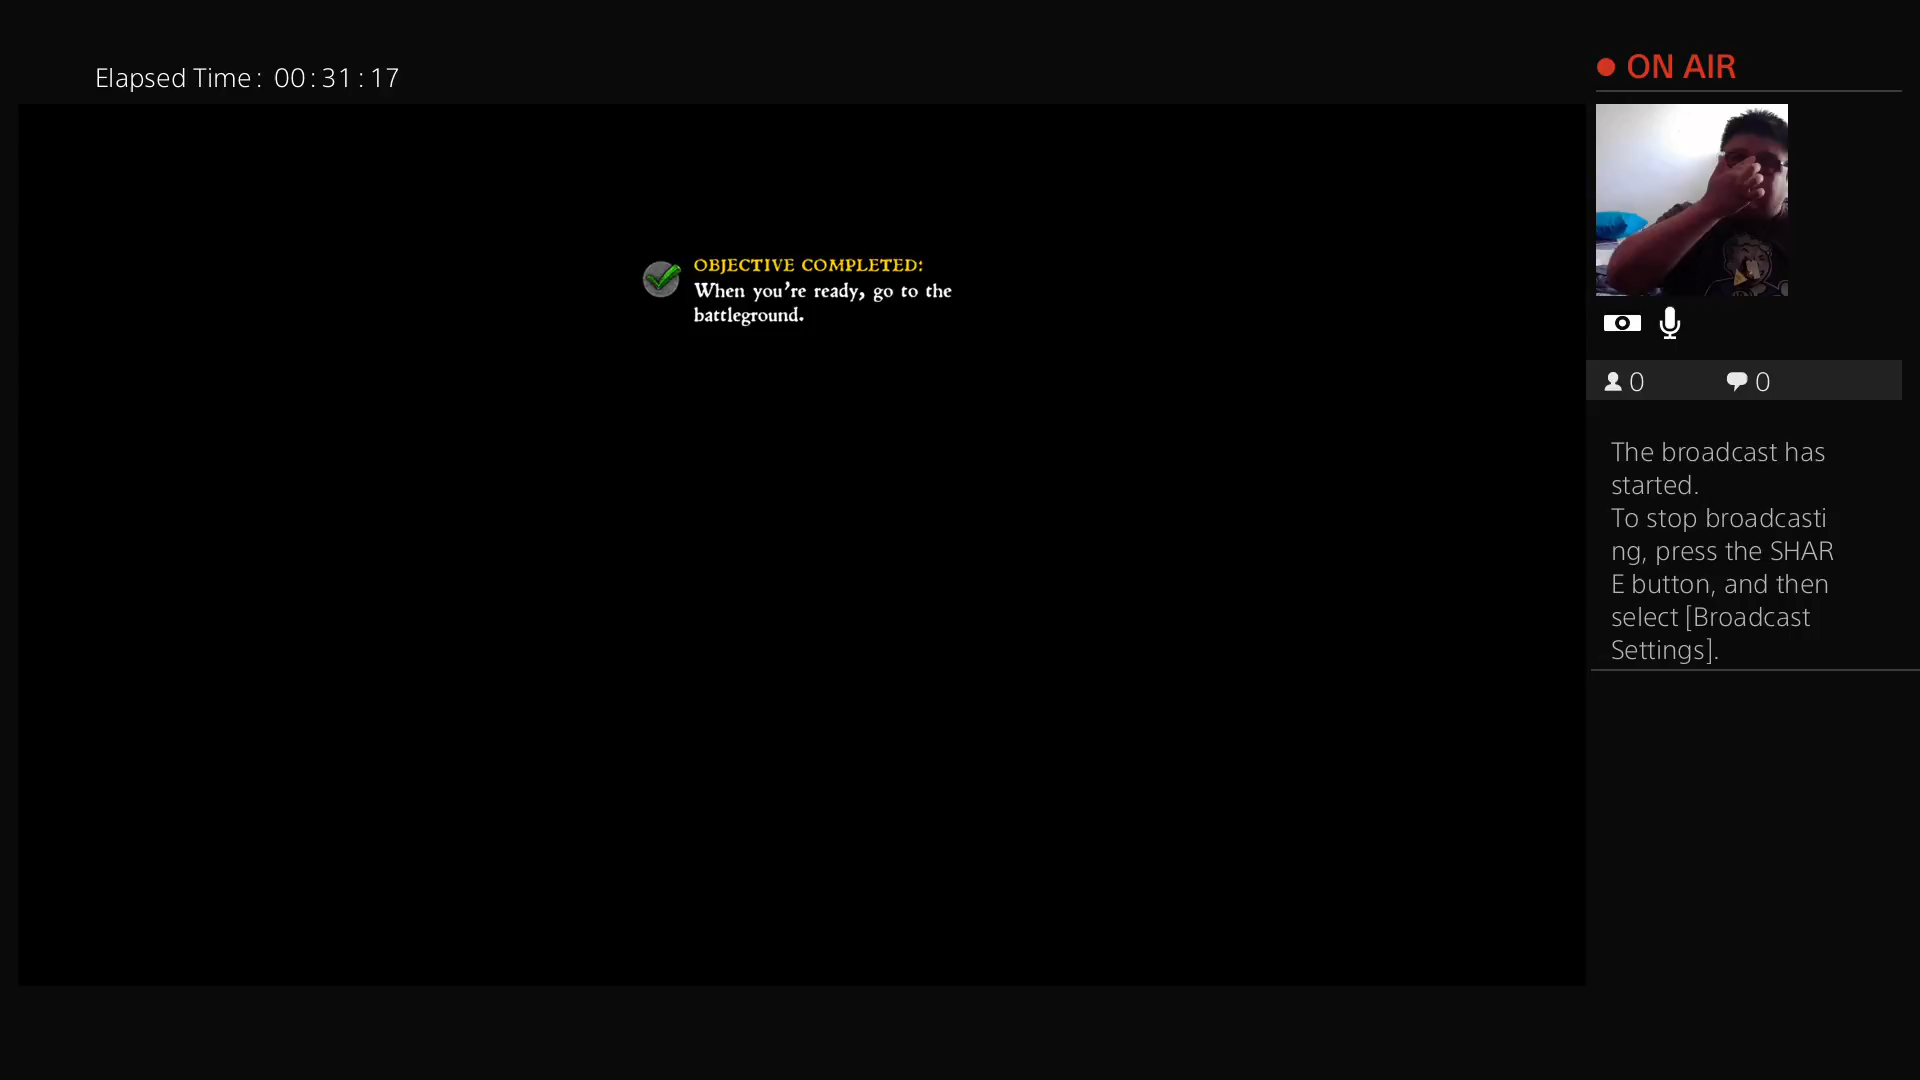 Elapsed Time: 00:31:17
ON AIR
OBJECTIVE COMPLETED:
When you're ready, go to the
battleground.
0
0
The broadcast has
started.
To stop broadcasti
ng, press the SHAR
E button, and then
select [Broadcast
Settings].